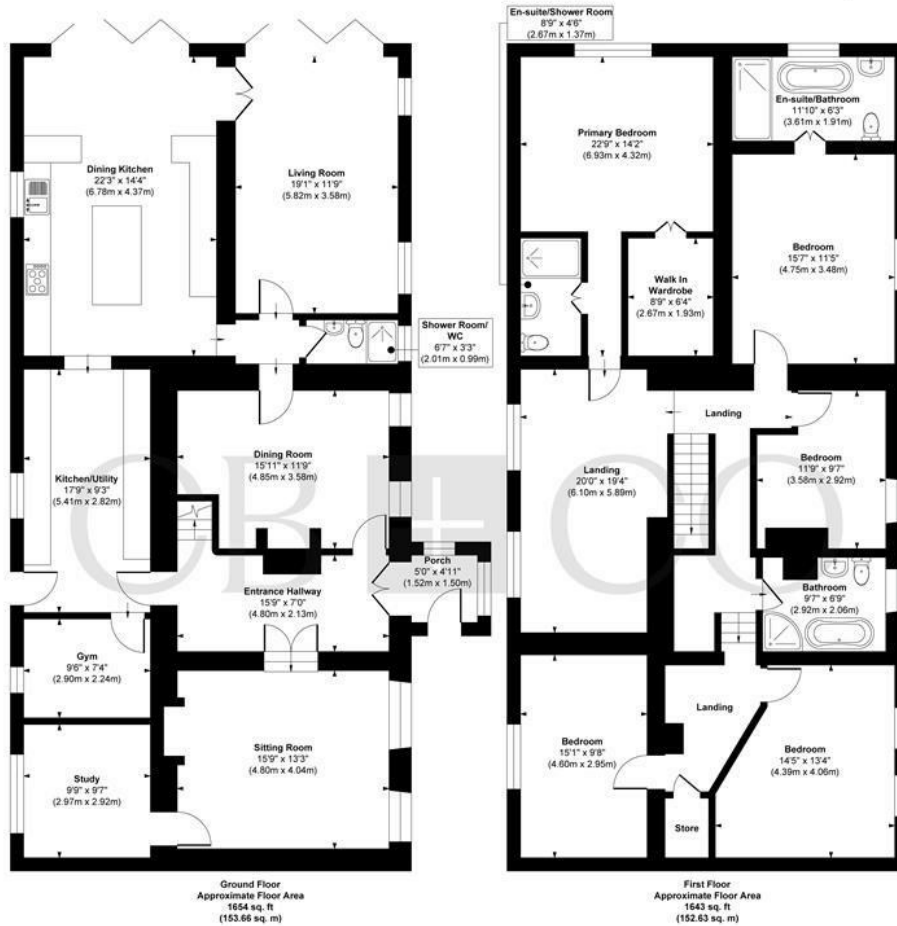 En-suite/Shower Room
8'9" x 4'6"
(2.67m x 1.37m)
Dining Kitchen
22'3" x 14'4"
(6.78m x 4.37m)
Living Room
19'1" x 11'9"
(5.82m x 3.58m)
Shower Room/
WC
6'7" x 3'3"
(2.01m x 0.99m)
Dining Room
15'11" x 11'9"
(4.85m x 3.58m)
Kitchen/Utility
17'9" x 9'3"
(5.41m x 2.82m)
Porch
5'0" x 4'11"
(1.52m x 1.50m)
Entrance Hallway
15'9" x 7'0"
(4.80m x 2.13m)
Gym
9'6" x 7'4"
(2.90m x 2.24m)
Sitting Room
15'9" x 13'3"
(4.80m x 4.04m)
Study
9'9" x 9'7"
(2.97m x 2.92m)
Ground Floor
Approximate Floor Area
1654 sq. ft
(153.66 sq. m)
Primary Bedroom
22'9" x 14'2"
(6.93m x 4.32m)
En-suite/Bathroom
11'10" x 6'3"
(3.61m x 1.91m)
Bedroom
15'7" x 11'5"
(4.75m x 3.48m)
Walk In
Wardrobe
8'9" x 6'4"
(2.67m x 1.93m)
Landing
Landing
20'0" x 19'4"
(6.10m x 5.89m)
Bedroom
11'9" x 9'7"
(3.58m x 2.92m)
Bathroom
9'7" x 6'9"
(2.92m x 2.06m)
Landing
Bedroom
15'1" x 9'8"
(4.60m x 2.95m)
Bedroom
14'5" x 13'4"
(4.39m x 4.06m)
Store
First Floor
Approximate Floor Area
1643 sq. ft
(152.63 sq. m)
CB+CO